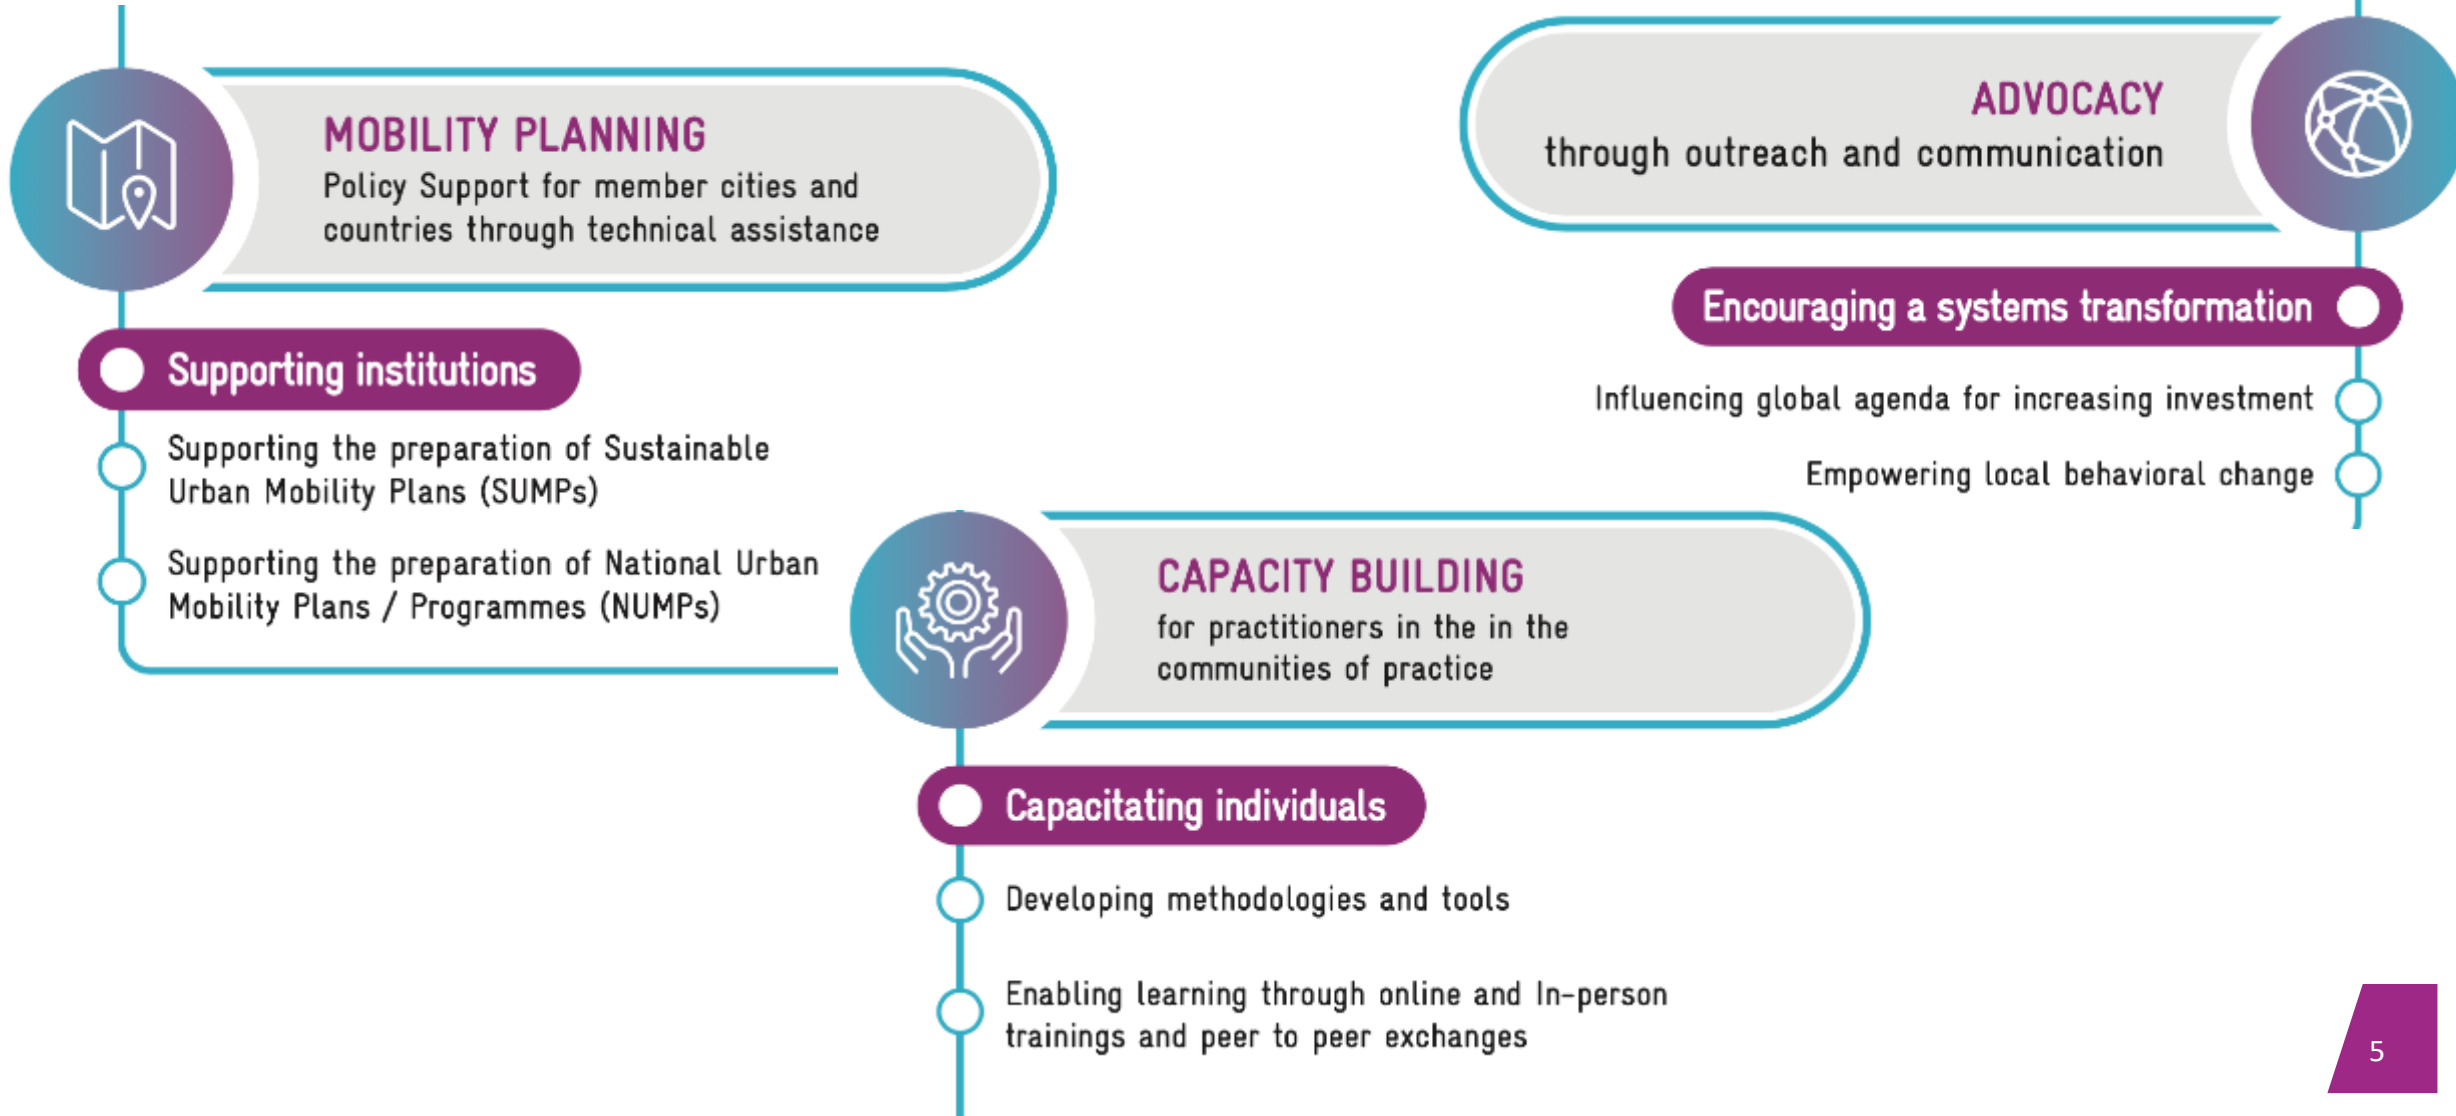 MOBILITY PLANNING
Policy Support for member cities and
countries through technical assistance
Supporting institutions
Supporting the preparation of Sustainable
Urban Mobility Plans (SUMPs)
Supporting the preparation of National Urban
Mobility Plans / Programmes (NUMPs)
ADVOCACY
through outreach and communication
Encouraging a systems transformation
Influencing global agenda for increasing investment
Empowering local behavioral change
CAPACITY BUILDING
for practitioners in the in the
communities of practice
Capacitating individuals
Developing methodologies and tools
Enabling learning through online and In-person
trainings and peer to peer exchanges
5